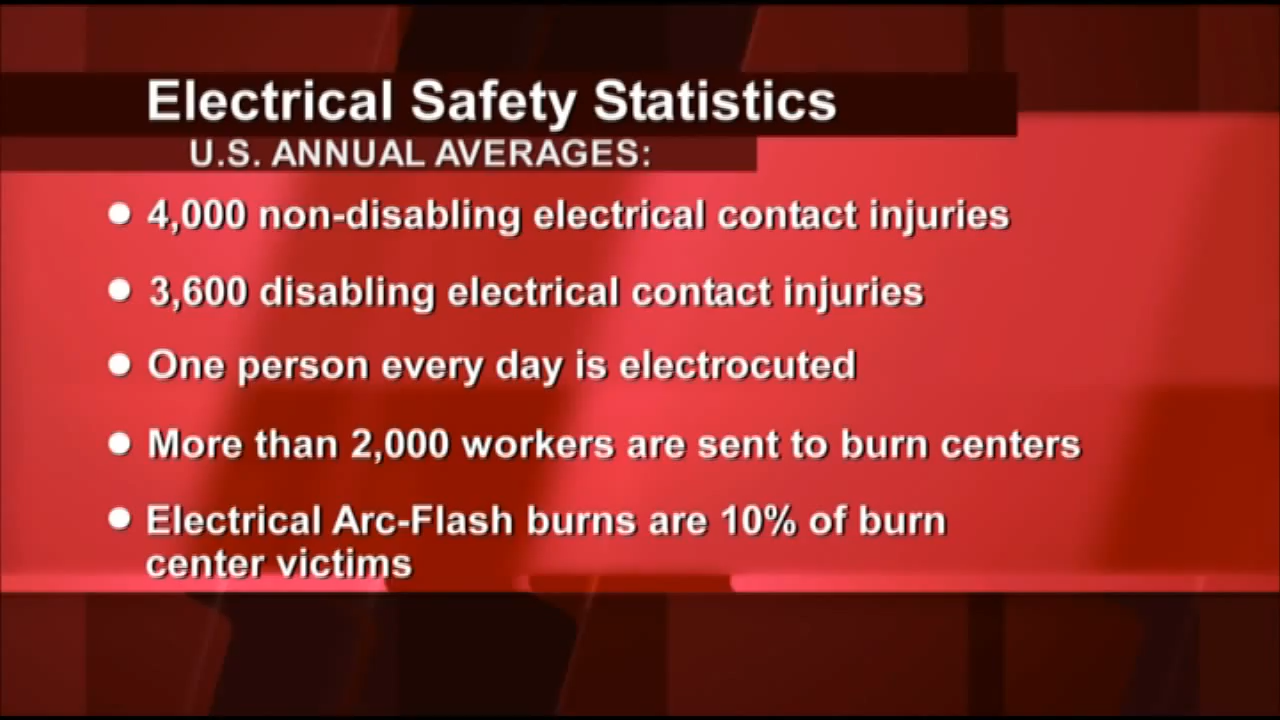 Electrical Safety Statistics
U.S. ANNUAL AVERAGES:
● 4,000 non-disabling electrical contact injuries
● 3,600 disabling electrical contact injuries
● One person every day is electrocuted
● More than 2,000 workers are sent to burn centers
● Electrical Arc-Flash burns are 10% of burn
center victims